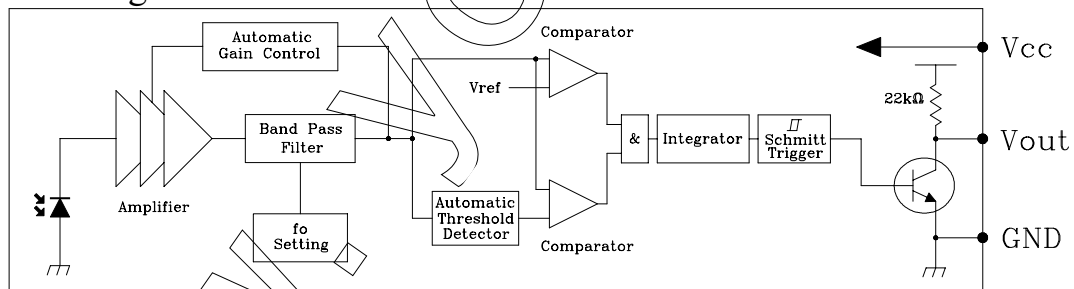 Automatic
Gain Control
Comparator
Vcc
Vref
22kΩ
Band Pass
Filter
&
Integrator
Schmitt
Trigger
Vout
Amplifier
Automatic
Threshold
Detector
fo
Setting
Comparator
GND